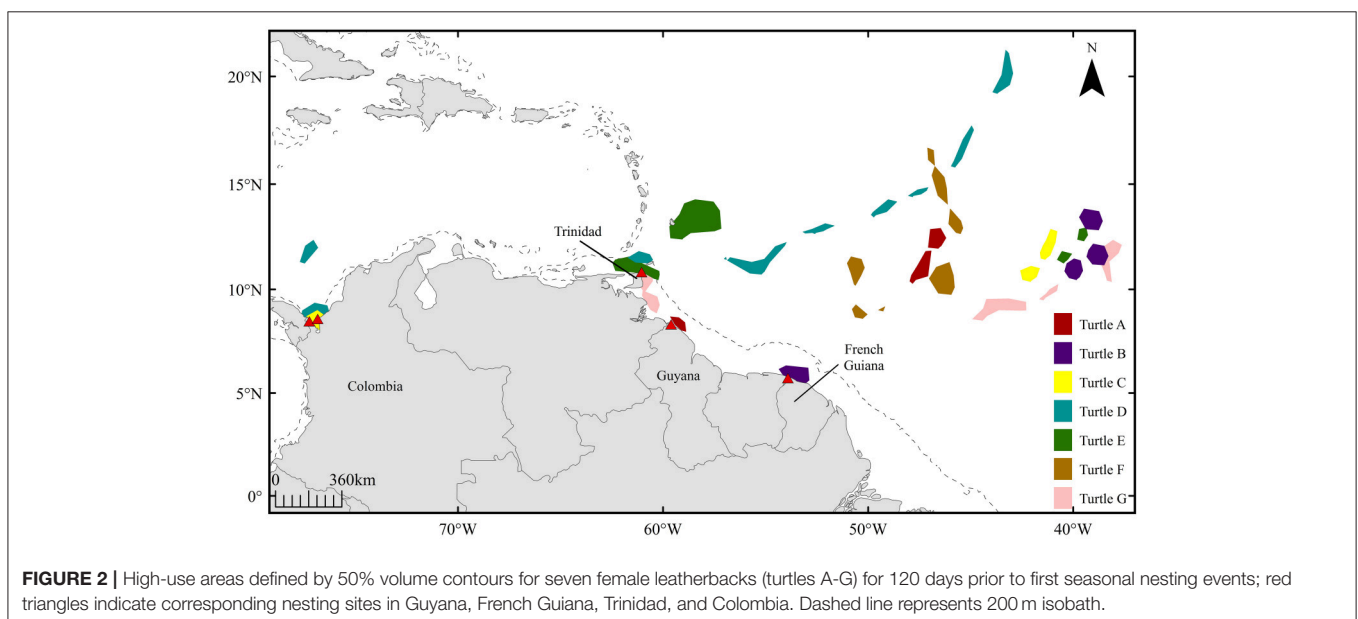 N
20°N
15°N
Trinidad
10°N
Turtle A
Turtle B
French
Guiana
Turtle C
Colombia
Guyana
5°N
Turtle D
Turtle E
0
360km
Turtle F
0°
Turtle G
70°W
60°W
50°W
40°W
FIGURE 2 | High-use areas defined by 50% volume contours for seven female leatherbacks (turtles A-G) for 120 days prior to first seasonal nesting events; red
triangles indicate corresponding nesting sites in Guyana, French Guiana, Trinidad, and Colombia. Dashed line represents 200 m isobath.